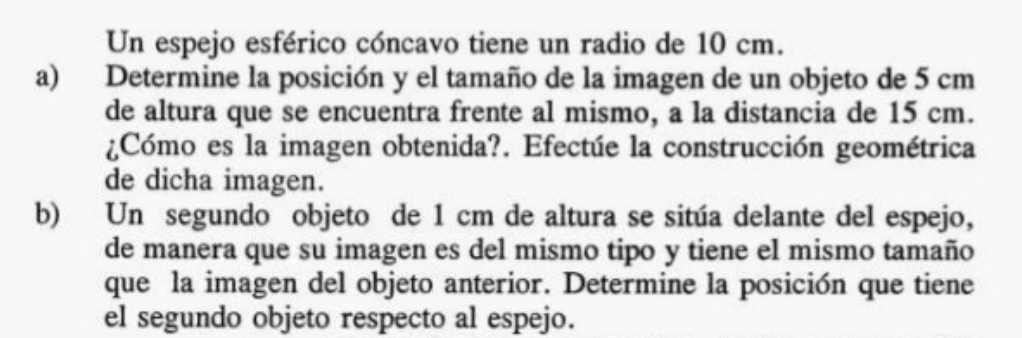 Un espejo esférico cóncavo tiene un radio de 10 cm.
a) Determine la posición y el tamaño de la imagen de un objeto de 5 cm
de altura que se encuentra frente al mismo, a la distancia de 15 cm.
¿Cómo es la imagen obtenida?. Efectúe la construcción geométrica
de dicha imagen.
b) Un segundo objeto de 1 cm de altura se sitúa delante del espejo,
de manera que su imagen es del mismo tipo y tiene el mismo tamaño
que la imagen del objeto anterior. Determine la posición que tiene
el segundo objeto respecto al espejo.